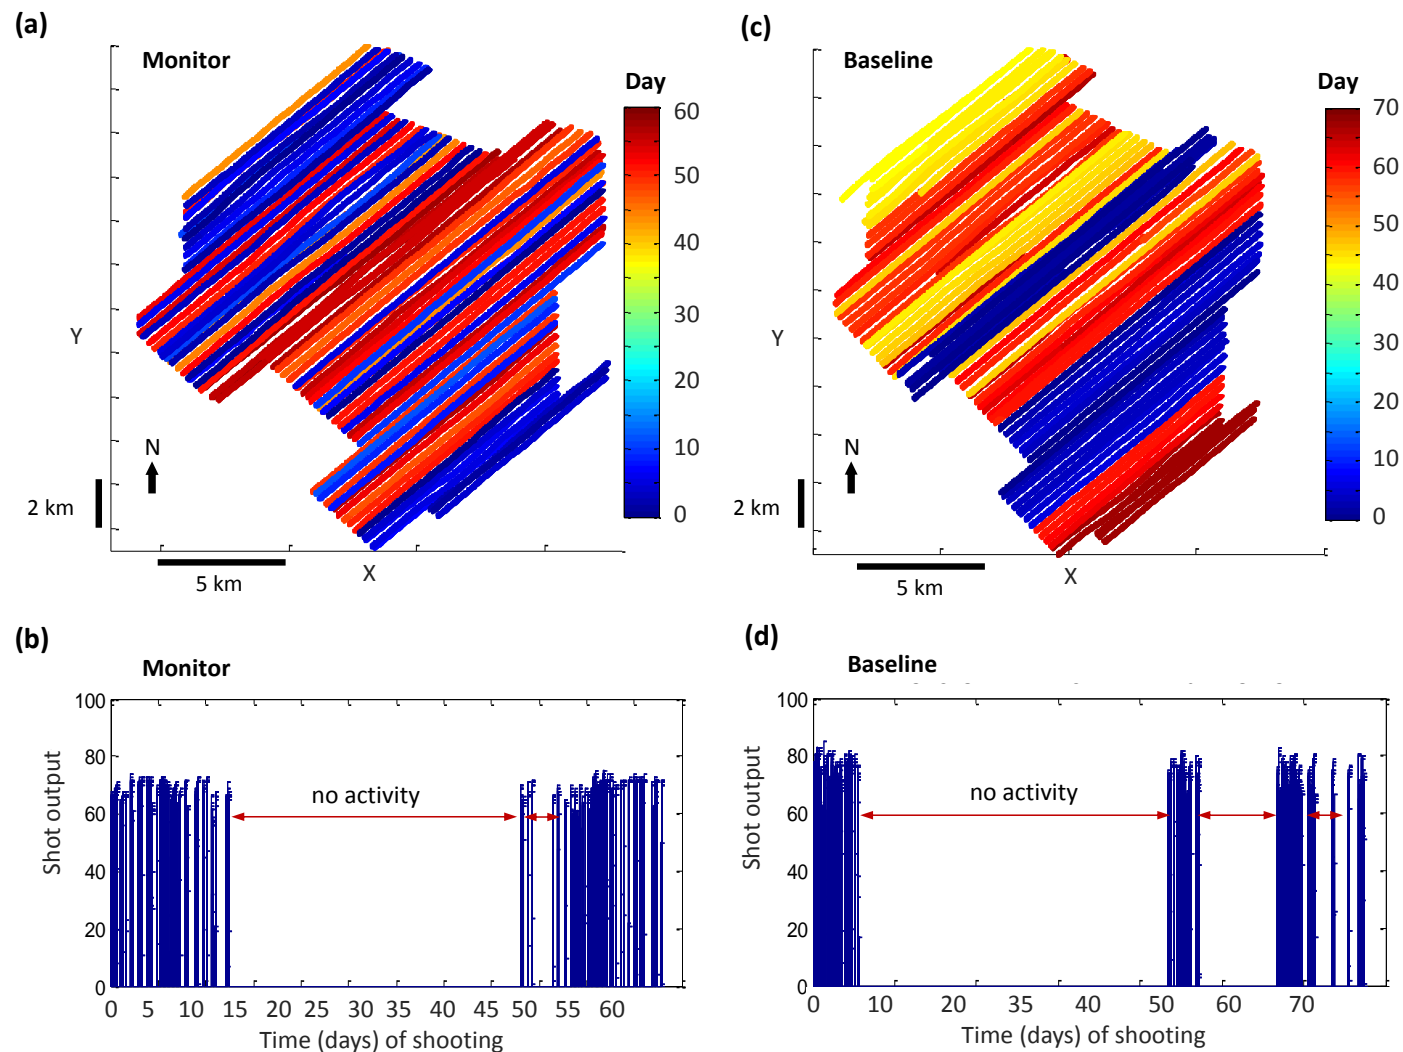 (a)
Monitor
Day
60
50
40
30
20
10
0
Y
N
2 km
5 km
X
(c)
Baseline
Day
70
60
50
40
30
20
10
0
Y
N
2 km
5 km
X
(b)
Monitor
100
80
60
40
20
0
Shot output
no activity
0 5 10 15 20 25 30 35 40 45 50 55 60
Time (days) of shooting
(d)
Baseline
100
80
60
40
20
0
Shot output
no activity
0 10 20 35 40 50 60 70
Time (days) of shooting